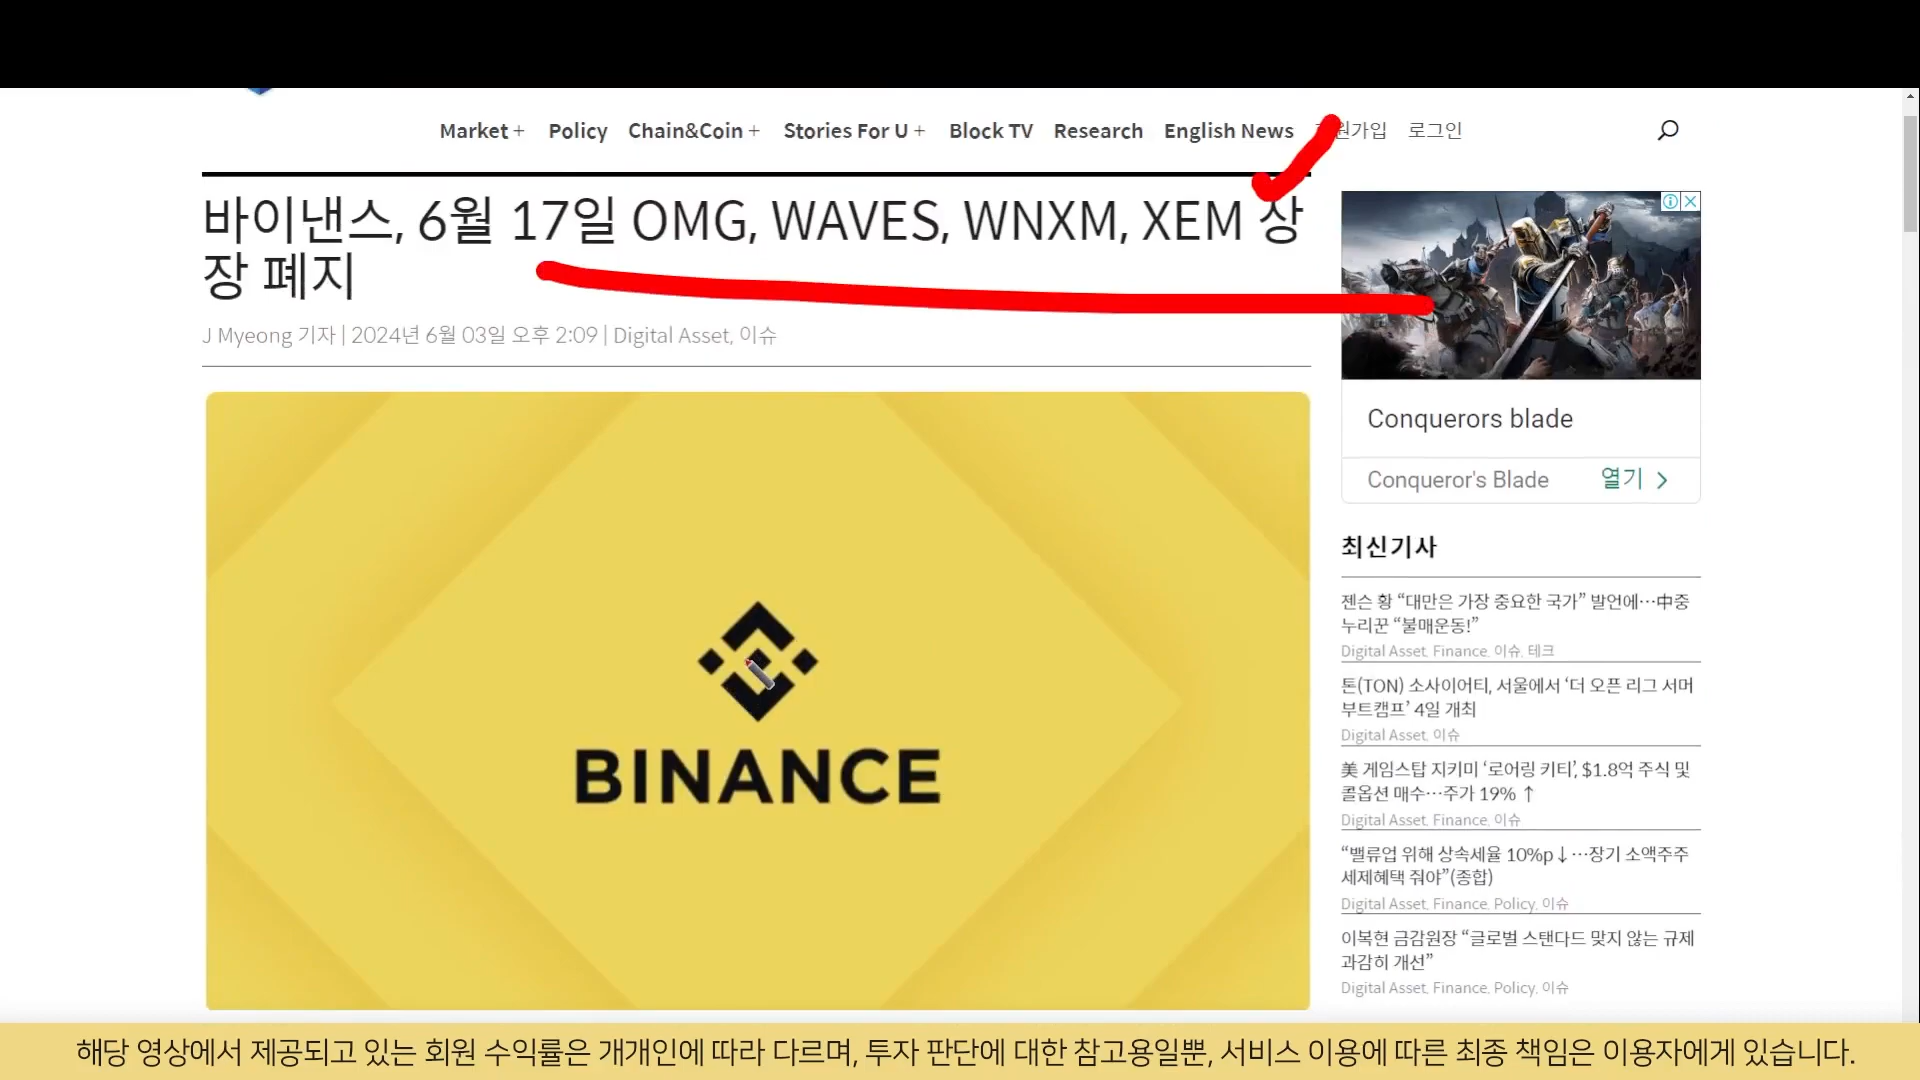 Market +
Policy
Chain&Coin +
Stories For U +
Block TV
Research
English News
로그인
바이낸스, 6월 17일 OMG, WAVES, WNXM, XEM 상
장 폐지
J Myeong 기자 | 2024년 6월 03일 오후 2:09 | Digital Asset, 이슈
BINANCE
Conquerors blade
Conqueror's Blade
열기
최신기사
젠슨 황 “대만은 가장 중요한 국가” 발언에…中중
누리꾼 “불매운동!”
Digital Asset, Finance, 이슈, 테크
톤(TON) 소사이어티, 서울에서 ‘더 오픈 리그 서머
부트캠프’ 4일 개최
Digital Asset, 이슈
美 게임스탑 지키미 ‘로어링 키티’, $1.8억 주식 및
콜옵션 매수…주가 19% ↑
Digital Asset, Finance, 이슈
“밸류업 위해 상속세율 10%p↓…장기 소액주주
세제혜택 줘야”(종합)
Digital Asset, Finance, Policy, 이슈
이복현 금감원장 “글로벌 스탠다드 맞지 않는 규제
과감히 개선”
Digital Asset, Finance, Policy, 이슈
해당 영상에서 제공되고 있는 회원 수익률은 개개인에 따라 다르며, 투자 판단에 대한 참고용일뿐, 서비스 이용에 따른 최종 책임은 이용자에게 있습니다.